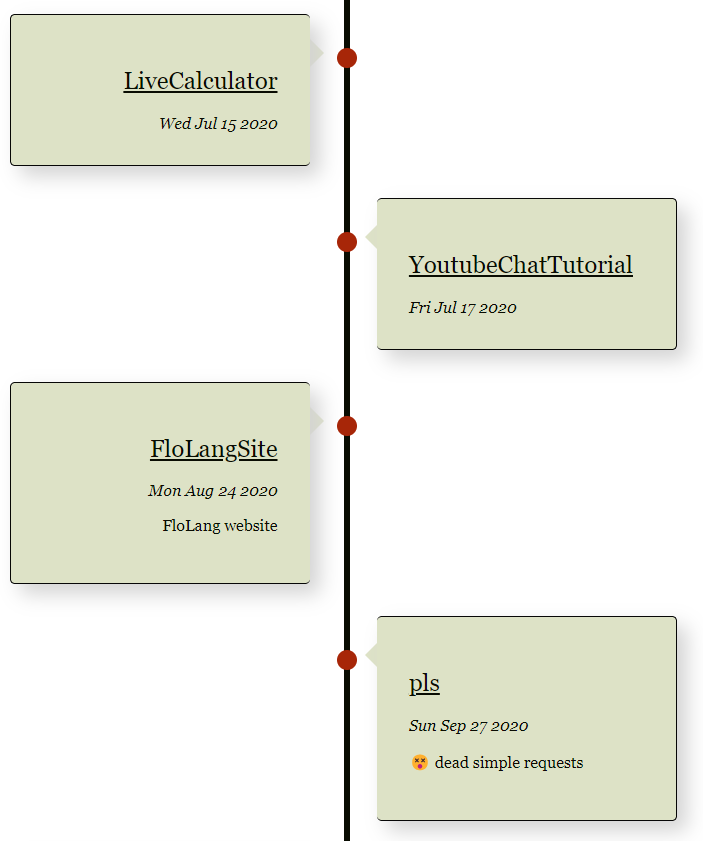 LiveCalculator
Wed Jul 15 2020
YoutubeChatTutorial
Fri Jul 17 2020
FloLangSite
Mon Aug 24 2020
FloLang website
pls
Sun Sep 27 2020
😵 dead simple requests